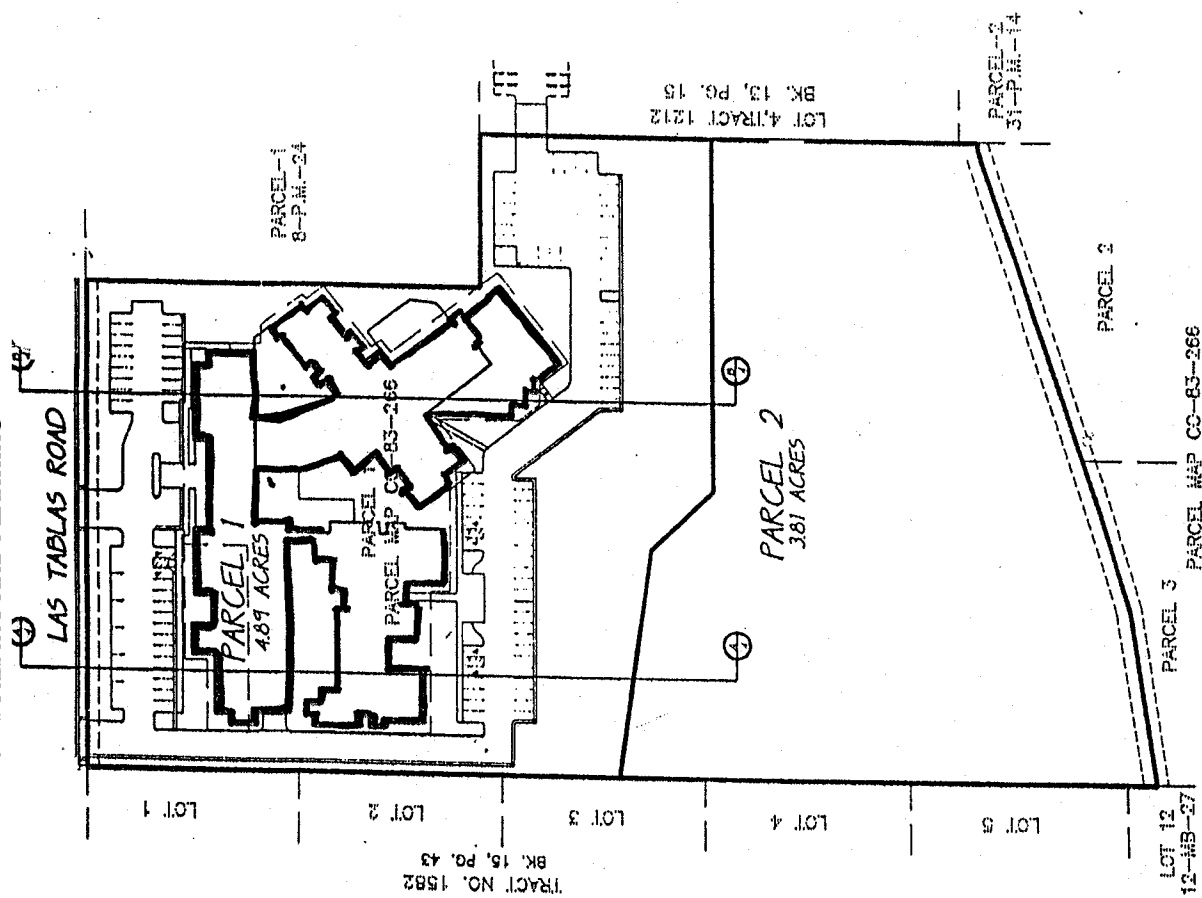 LAS TABLAS ROAD
PARCEL-1
8-P.M.-24
LOT 4, TRACT 1212
BK. 13, PG. 15
PARCEL-2
31-P.M.-14
PARCEL 1
4.89 ACRES
PARCEL
PARCEL MAP CO-83-266
PARCEL 2
3.81 ACRES
LOT 1
LOT 2
LOT 3
LOT 4
LOT 5
TRACT NO. 1582
BK. 15, PG. 43
LOT 12
12-MB-27
PARCEL 3
PARCEL 2
PARCEL MAP CO-83-266